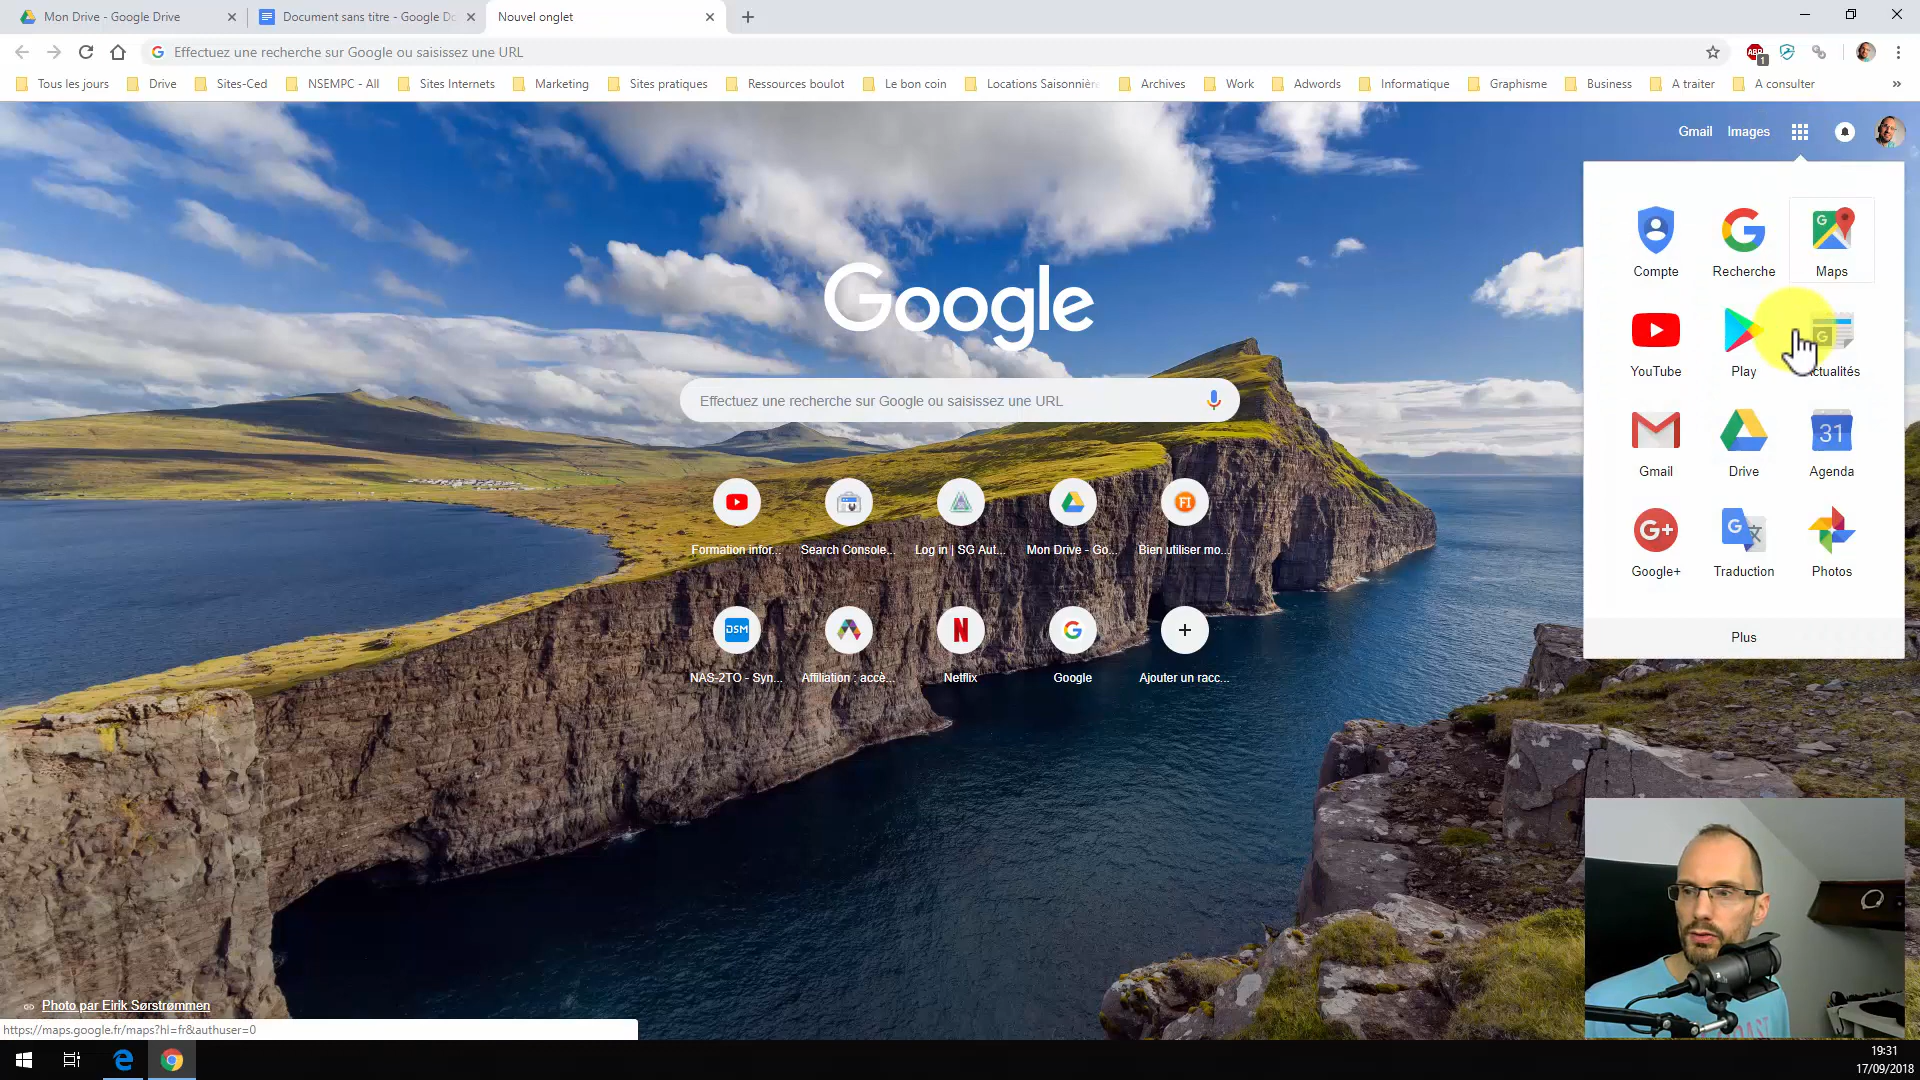 Mon Drive - Google Drive
Document sans titre - Google Do
Nouvel onglet
Effectuez une recherche sur Google ou saisissez une URL
ABP
1
Tous les jours
Drive
Sites-Ced
NSEMPC - All
Sites Internets
Marketing
Sites pratiques
Ressources boulot
Le bon coin
Locations Saisonnière
Archives
Work
Adwords
Informatique
Graphisme
Business
A traiter
A consulter
»
Gmail
Images
Google
Effectuez une recherche sur Google ou saisissez une URL
Compte
Recherche
Maps
YouTube
Play
ctualités
Gmail
Drive
31
Agenda
G+
Google+
Traduction
Photos
Plus
FI
Formation infor...
Search Console...
Log in | SG Aut...
Mon Drive - Go...
Bien utiliser mo...
DSM
N
NAS-2TO - Syn...
Affiliation : accè...
Netflix
Google
Ajouter un racc...
Photo par Eirik Sørstrømmen
https://maps.google.fr/maps?hl=fr&authuser=0
19:31
17/09/2018